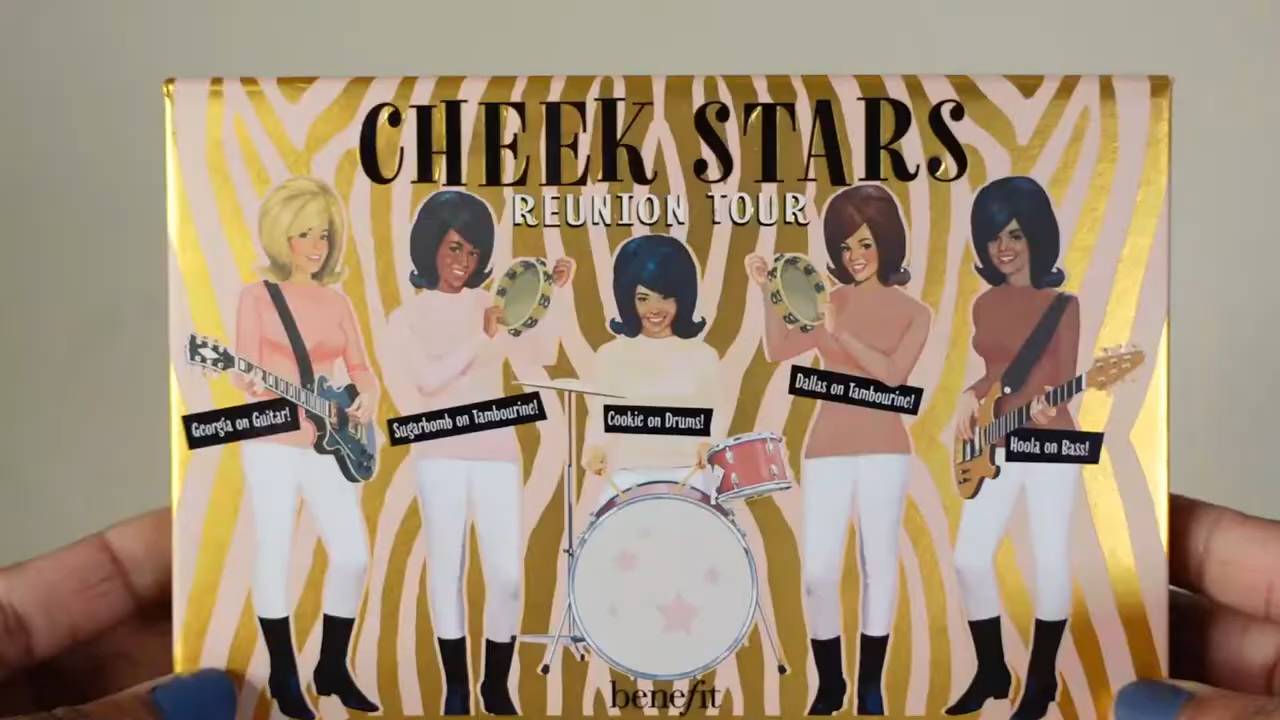 CHEEK STARS
REUNION TOUR
Georgia on Guitar!
Sugarbomb on Tambourine!
Cookie on Drums!
Dallas on Tambourine!
Hoola on Bass!
benefit